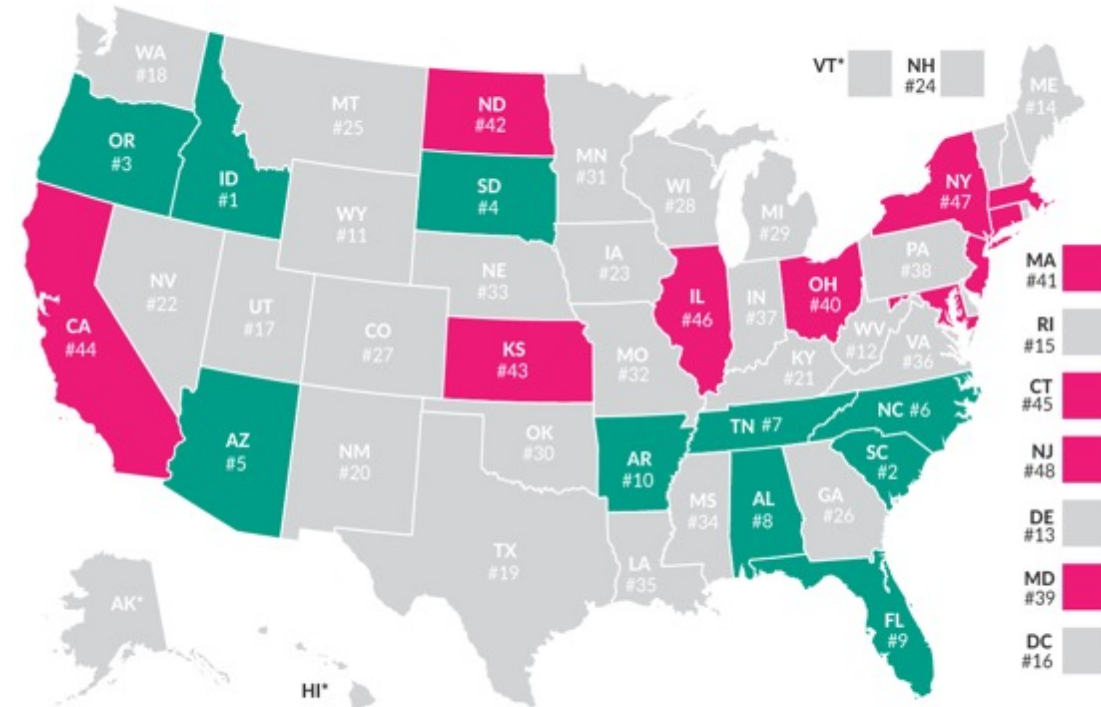 WA
#18
OR
#3
ID
#1
MT
#25
ND
#42
SD
#4
WY
#11
MN
#31
WI
#28
MI
#29
VT*
NH
#24
ME
#14
NY
#47
NV
#22
UT
#17
CA
#44
CO
#27
NE
#33
KS
#43
IA
#23
MO
#32
IL
#46
IN
#37
OH
#40
PA
#38
WV
#12
VA
#36
KY
#21
AZ
#5
NM
#20
OK
#30
AR
#10
TN #7
NC #6
SC
#2
MS
#34
AL
#8
GA
#26
TX
#19
LA
#35
FL
#9
AK*
HI*
MA
#41
RI
#15
CT
#45
NJ
#48
DE
#13
MD
#39
DC
#16